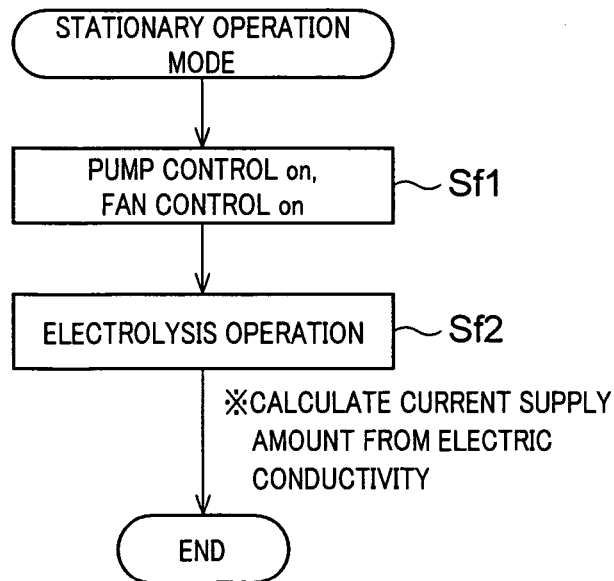 STATIONARY OPERATION
MODE
PUMP CONTROL on,
FAN CONTROL on
Sf1
ELECTROLYSIS OPERATION
Sf2
※CALCULATE CURRENT SUPPLY
AMOUNT FROM ELECTRIC
CONDUCTIVITY
END